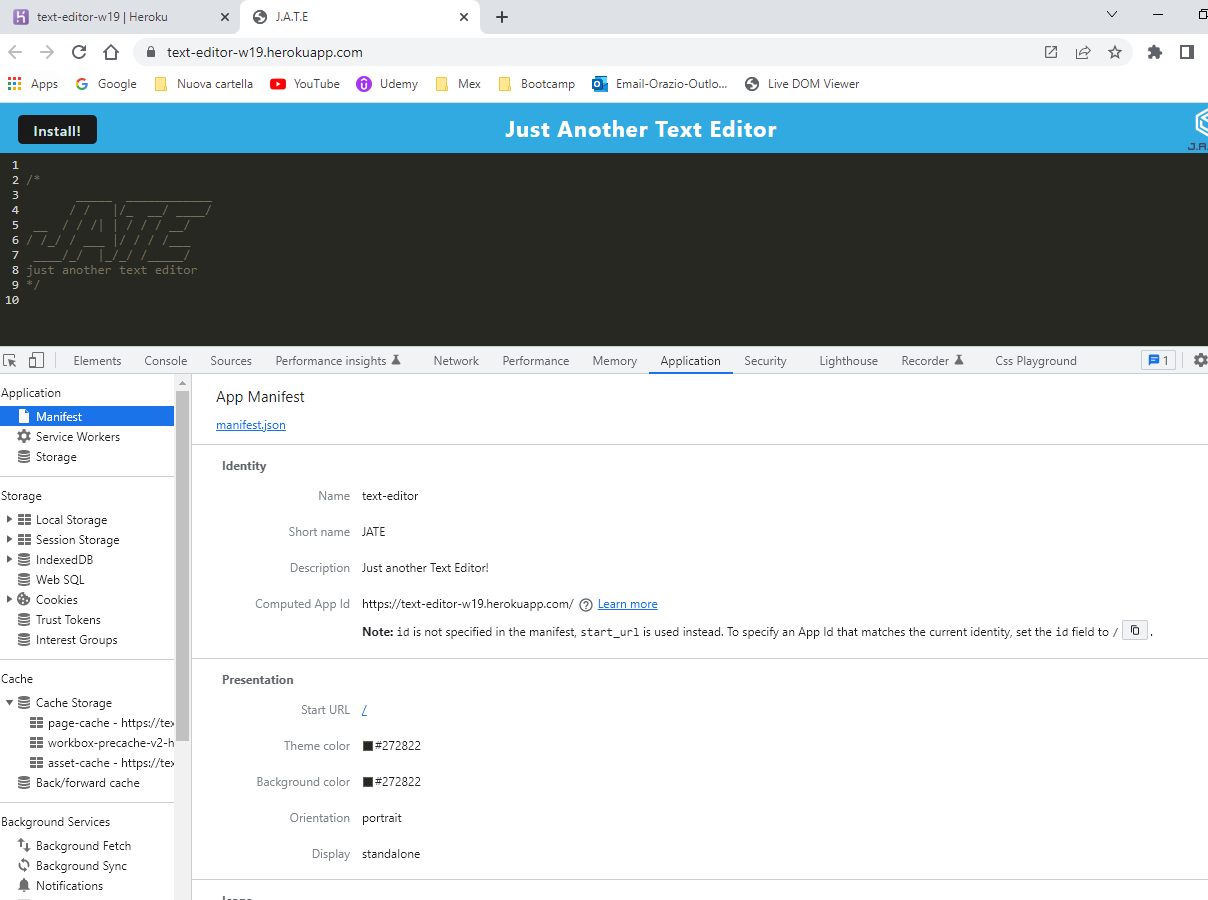 text-editor-w19 | Heroku
J.A.T.E
text-editor-w19.herokuapp.com
Apps Google Nuova cartella YouTube Udemy Mex Bootcamp Email-Orazio-Outlo... Live DOM Viewer
Install! Just Another Text Editor
1
2 /*
3
4
5
6
7
8 just another text editor
9 */
10
Elements Console Sources Performance insights Network Performance Memory Application Security Lighthouse Recorder Css Playground 1
Application
Manifest
Service Workers
Storage
Storage
Local Storage
Session Storage
IndexedDB
Web SQL
Cookies
Trust Tokens
Interest Groups
Cache
Cache Storage
page-cache - https://tex
workbox-precache-v2-h
asset-cache - https://tex
Back/forward cache
Background Services
Background Fetch
Background Sync
Notifications
App Manifest
manifest.json
Identity
Name text-editor
Short name JATE
Description Just another Text Editor!
Computed App Id https://text-editor-w19.herokuapp.com/ Learn more
Note: id is not specified in the manifest, start_url is used instead. To specify an App Id that matches the current identity, set the id field to / .
Presentation
Start URL /
Theme color #272822
Background color #272822
Orientation portrait
Display standalone